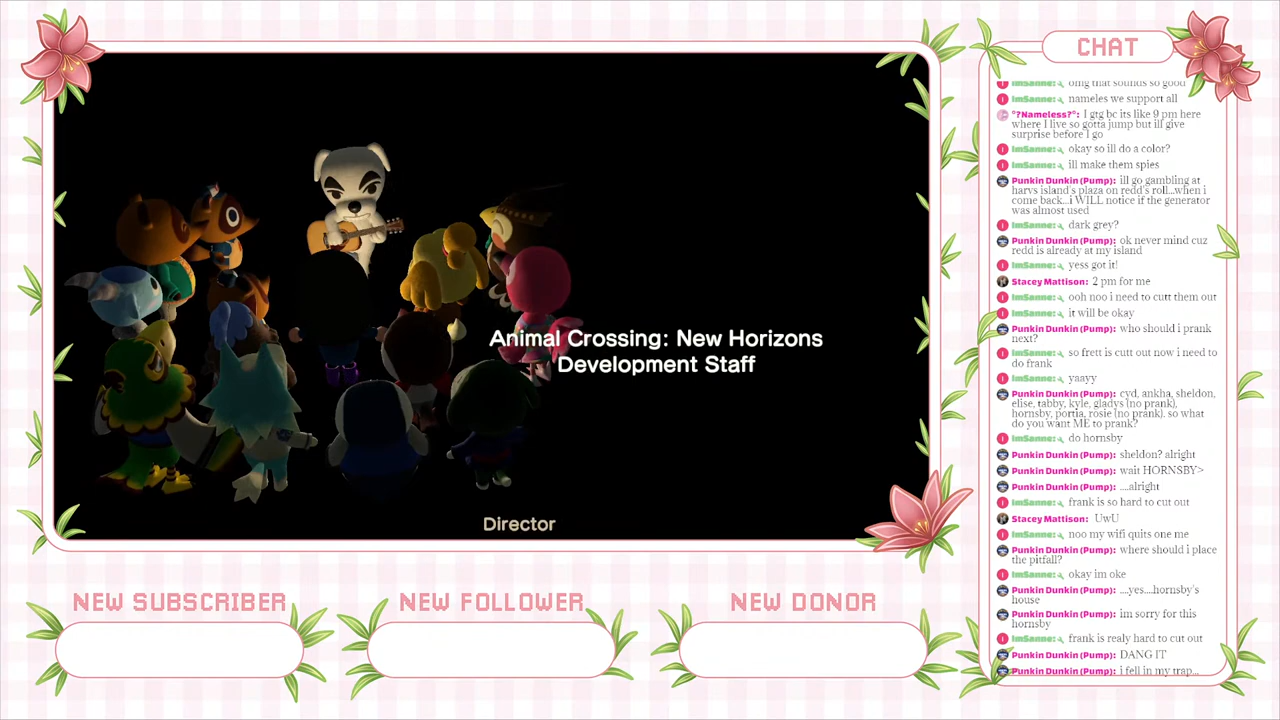 CHAT
ImSanne: omg that sounds so good
ImSanne: nameles we support all
°?Nameless?°: I gtg bc its like 9 pm here
where I live so gotta jump but ill give
surprise before I go
ImSanne: okay so ill do a color?
ImSanne: ill make them spies
Punkin Dunkin (Pump): ill go gambling at
harvs island's plaza on redd's roll...when i
come back...i WILL notice if the generator
was almost used
ImSanne: dark grey?
Punkin Dunkin (Pump): ok never mind cuz
redd is already at my island
ImSanne: yess got it!
Stacey Mattison: 2 pm for me
ImSanne: ooh noo i need to cutt them out
ImSanne: it will be okay
Punkin Dunkin (Pump): who should i prank
next?
ImSanne: so frett is cutt out now i need to
do frank
ImSanne: yaayy
Punkin Dunkin (Pump): cyd, ankha, sheldon,
elise, tabby, kyle, gladys (no prank),
hornsby, portia, rosie (no prank). so what
do you want ME to prank?
ImSanne: do hornsby
Punkin Dunkin (Pump): sheldon? alright
Punkin Dunkin (Pump): wait HORNSBY>
Punkin Dunkin (Pump): ....alright
ImSanne: frank is so hard to cut out
Stacey Mattison: UwU
ImSanne: noo my wifi quits one me
Punkin Dunkin (Pump): where should i place
the pitfall?
ImSanne: okay im oke
Punkin Dunkin (Pump): ....yes....hornsby's
house
Punkin Dunkin (Pump): im sorry for this
hornsby
ImSanne: frank is realy hard to cut out
Punkin Dunkin (Pump): DANG IT
Punkin Dunkin (Pump): i fell in my trap...
Animal Crossing: New Horizons
Development Staff
Director
NEW SUBSCRIBER
NEW FOLLOWER
NEW DONOR